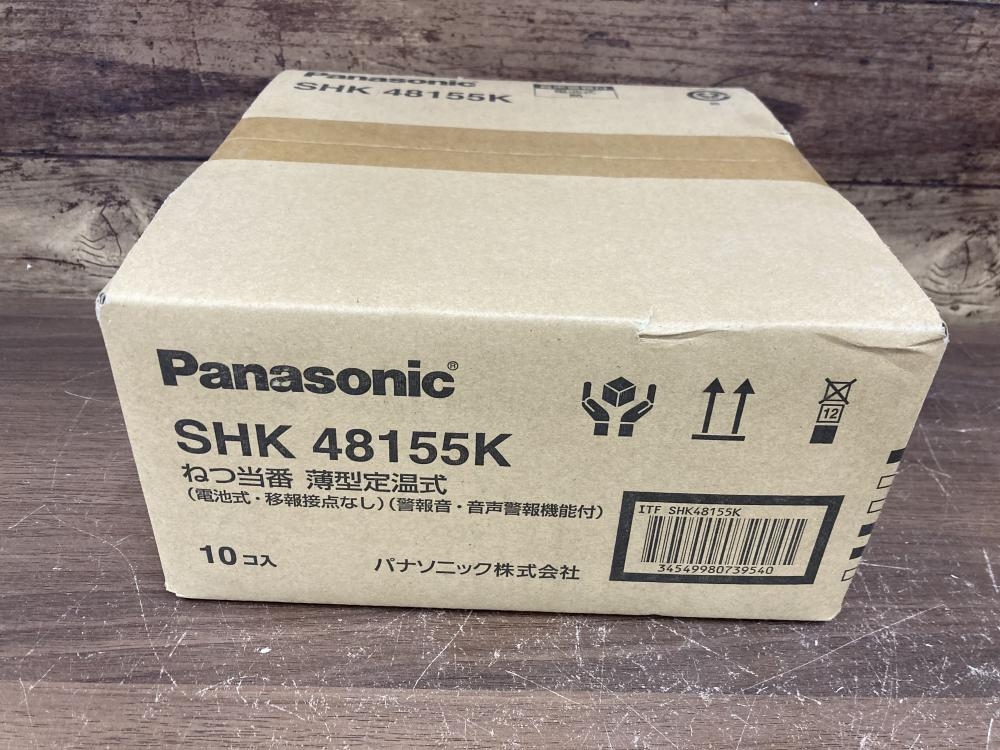 Panasonic
SHK 48155K
Panasonic®
SHK 48155K
ねつ当番 薄型定温式
(電池式・移報接点なし)(警報音・音声警報機能付)
10コ入
パナソニック株式会社
12
ITF SHK48155K
34549980739540